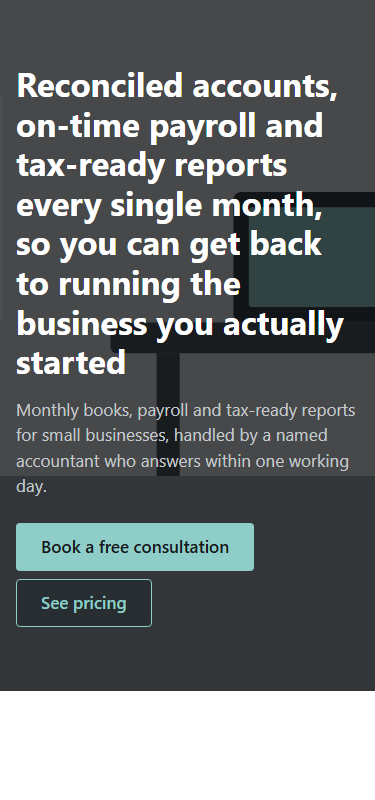 Reconciled accounts,
on-time payroll and
tax-ready reports
every single month,
so you can get back
to running the
business you actually
started
Monthly books, payroll and tax-ready reports
for small businesses, handled by a named
accountant who answers within one working
day.
Book a free consultation
See pricing